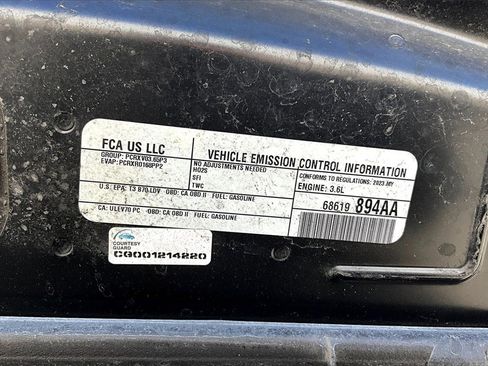 FCA US LLC
GROUP: PCRXV03.65P3
EVAP: PCRXR0168PP2
VEHICLE EMISSION CONTROL INFORMATION
NO ADJUSTMENTS NEEDED
HO2S
SFI
TWC
CONFORMS TO REGULATIONS: 2023 MY
ENGINE: 3.6L
U.S. EPA: T3 B70 LDV OBD: CA OBD II FUEL: GASOLINE
CA: ULEV70 PC OBD: CA OBD II FUEL: GASOLINE
68619 894AA
COURTESY
GUARD
CG001214220